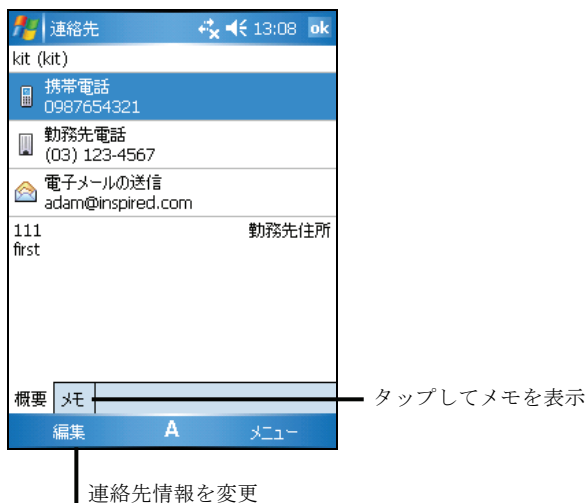 連絡先 13:08 ok
kit (kit)
携帯電話
0987654321
勤務先電話
(03) 123-4567
電子メールの送信
adam@inspired.com
111 勤務先住所
first
概要 メモ
タップしてメモを表示
編集 A メニュー
連絡先情報を変更